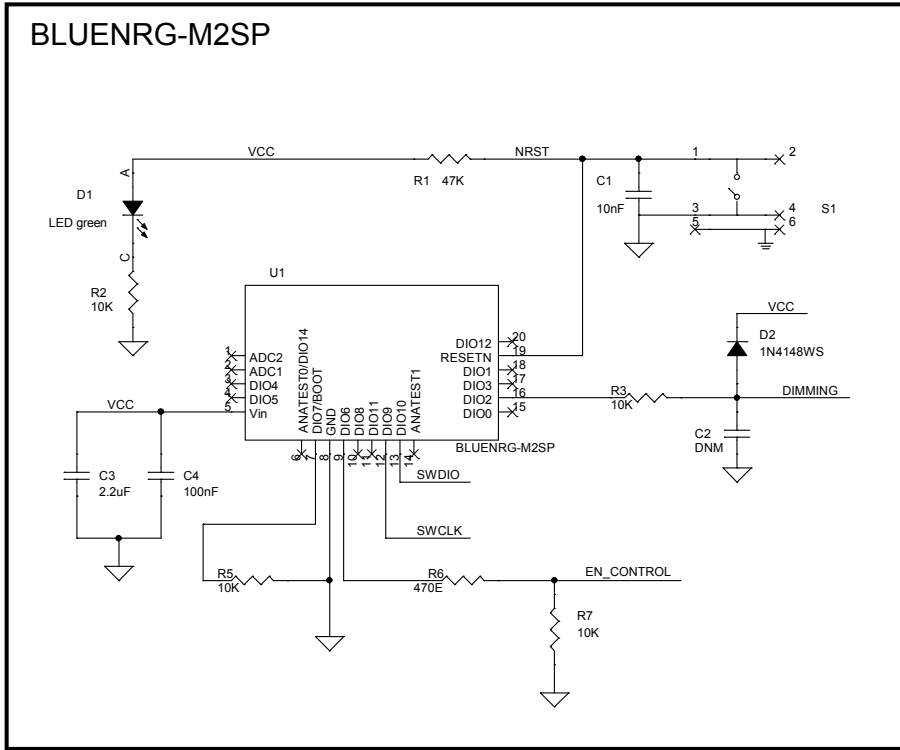 BLUENRG-M2SP
VCC
R1 47K
NRST
1
2
A
D1
LED green
C
C1
10nF
3
4
5
6
S1
R2
10K
U1
VCC
D2
1N4148WS
1
ADC2
2
ADC1
3
DIO4
4
DIO5
5
Vin
VCC
ANATEST0/DIO14
DIO7/BOOT
GND
DIO6
DIO8
DIO11
DIO9
DIO10
ANATEST1
DIO12
20
RESETN
19
DIO1
18
DIO3
17
DIO2
16
DIO0
15
6
7
8
9
10
11
12
13
14
BLUENRG-M2SP
R3
10K
DIMMING
C2
DNM
C3
2.2uF
C4
100nF
SWDIO
SWCLK
R5
10K
R6
470E
EN_CONTROL
R7
10K